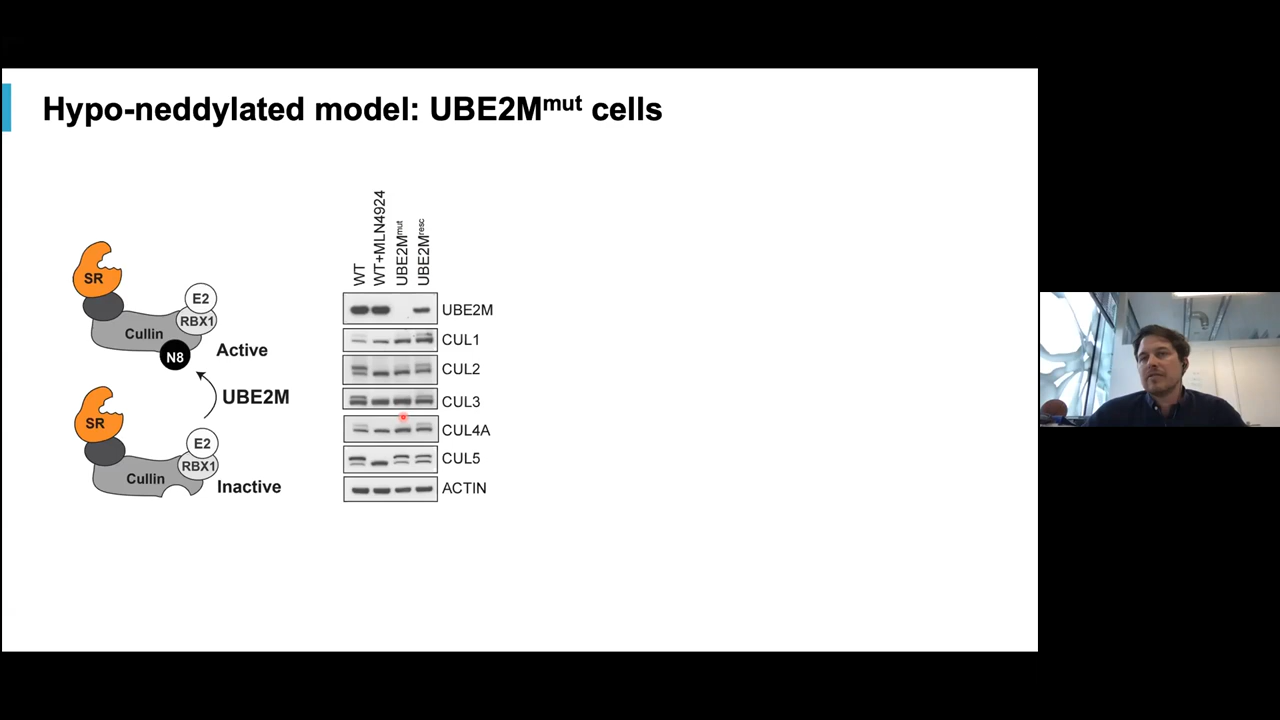 Hypo-neddylated model: UBE2Mmut cells
SR
E2
RBX1
Cullin
N8
Active
UBE2M
SR
E2
RBX1
Cullin
Inactive
WT
WT+MLN4924
UBE2Mmut
UBE2Mresc
UBE2M
CUL1
CUL2
CUL3
CUL4A
CUL5
ACTIN